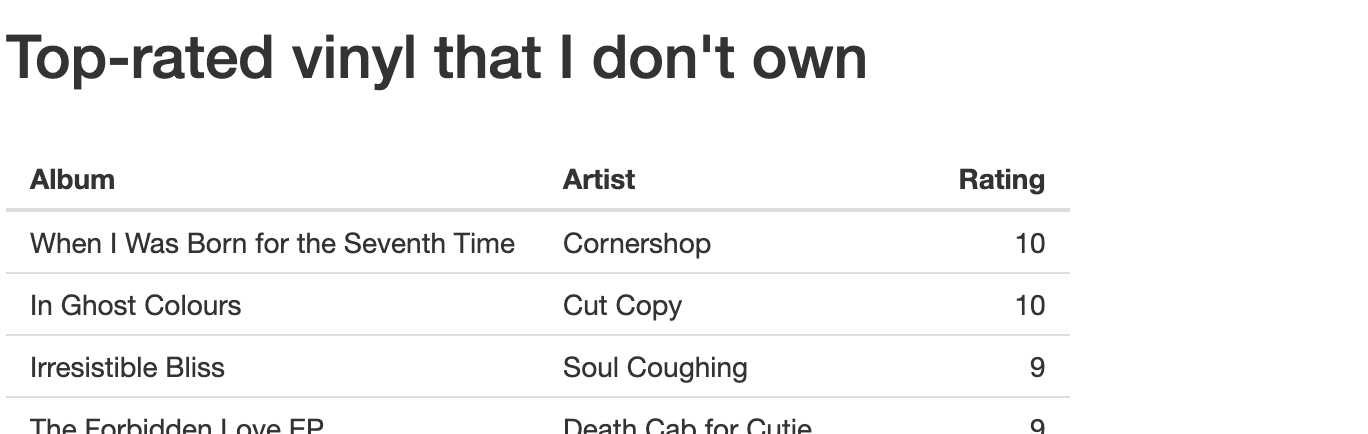 Top-rated vinyl that I don't own
Album Artist Rating
When I Was Born for the Seventh Time Cornershop 10
In Ghost Colours Cut Copy 10
Irresistible Bliss Soul Coughing 9
The Forbidden Love EP Death Cab for Cutie 9